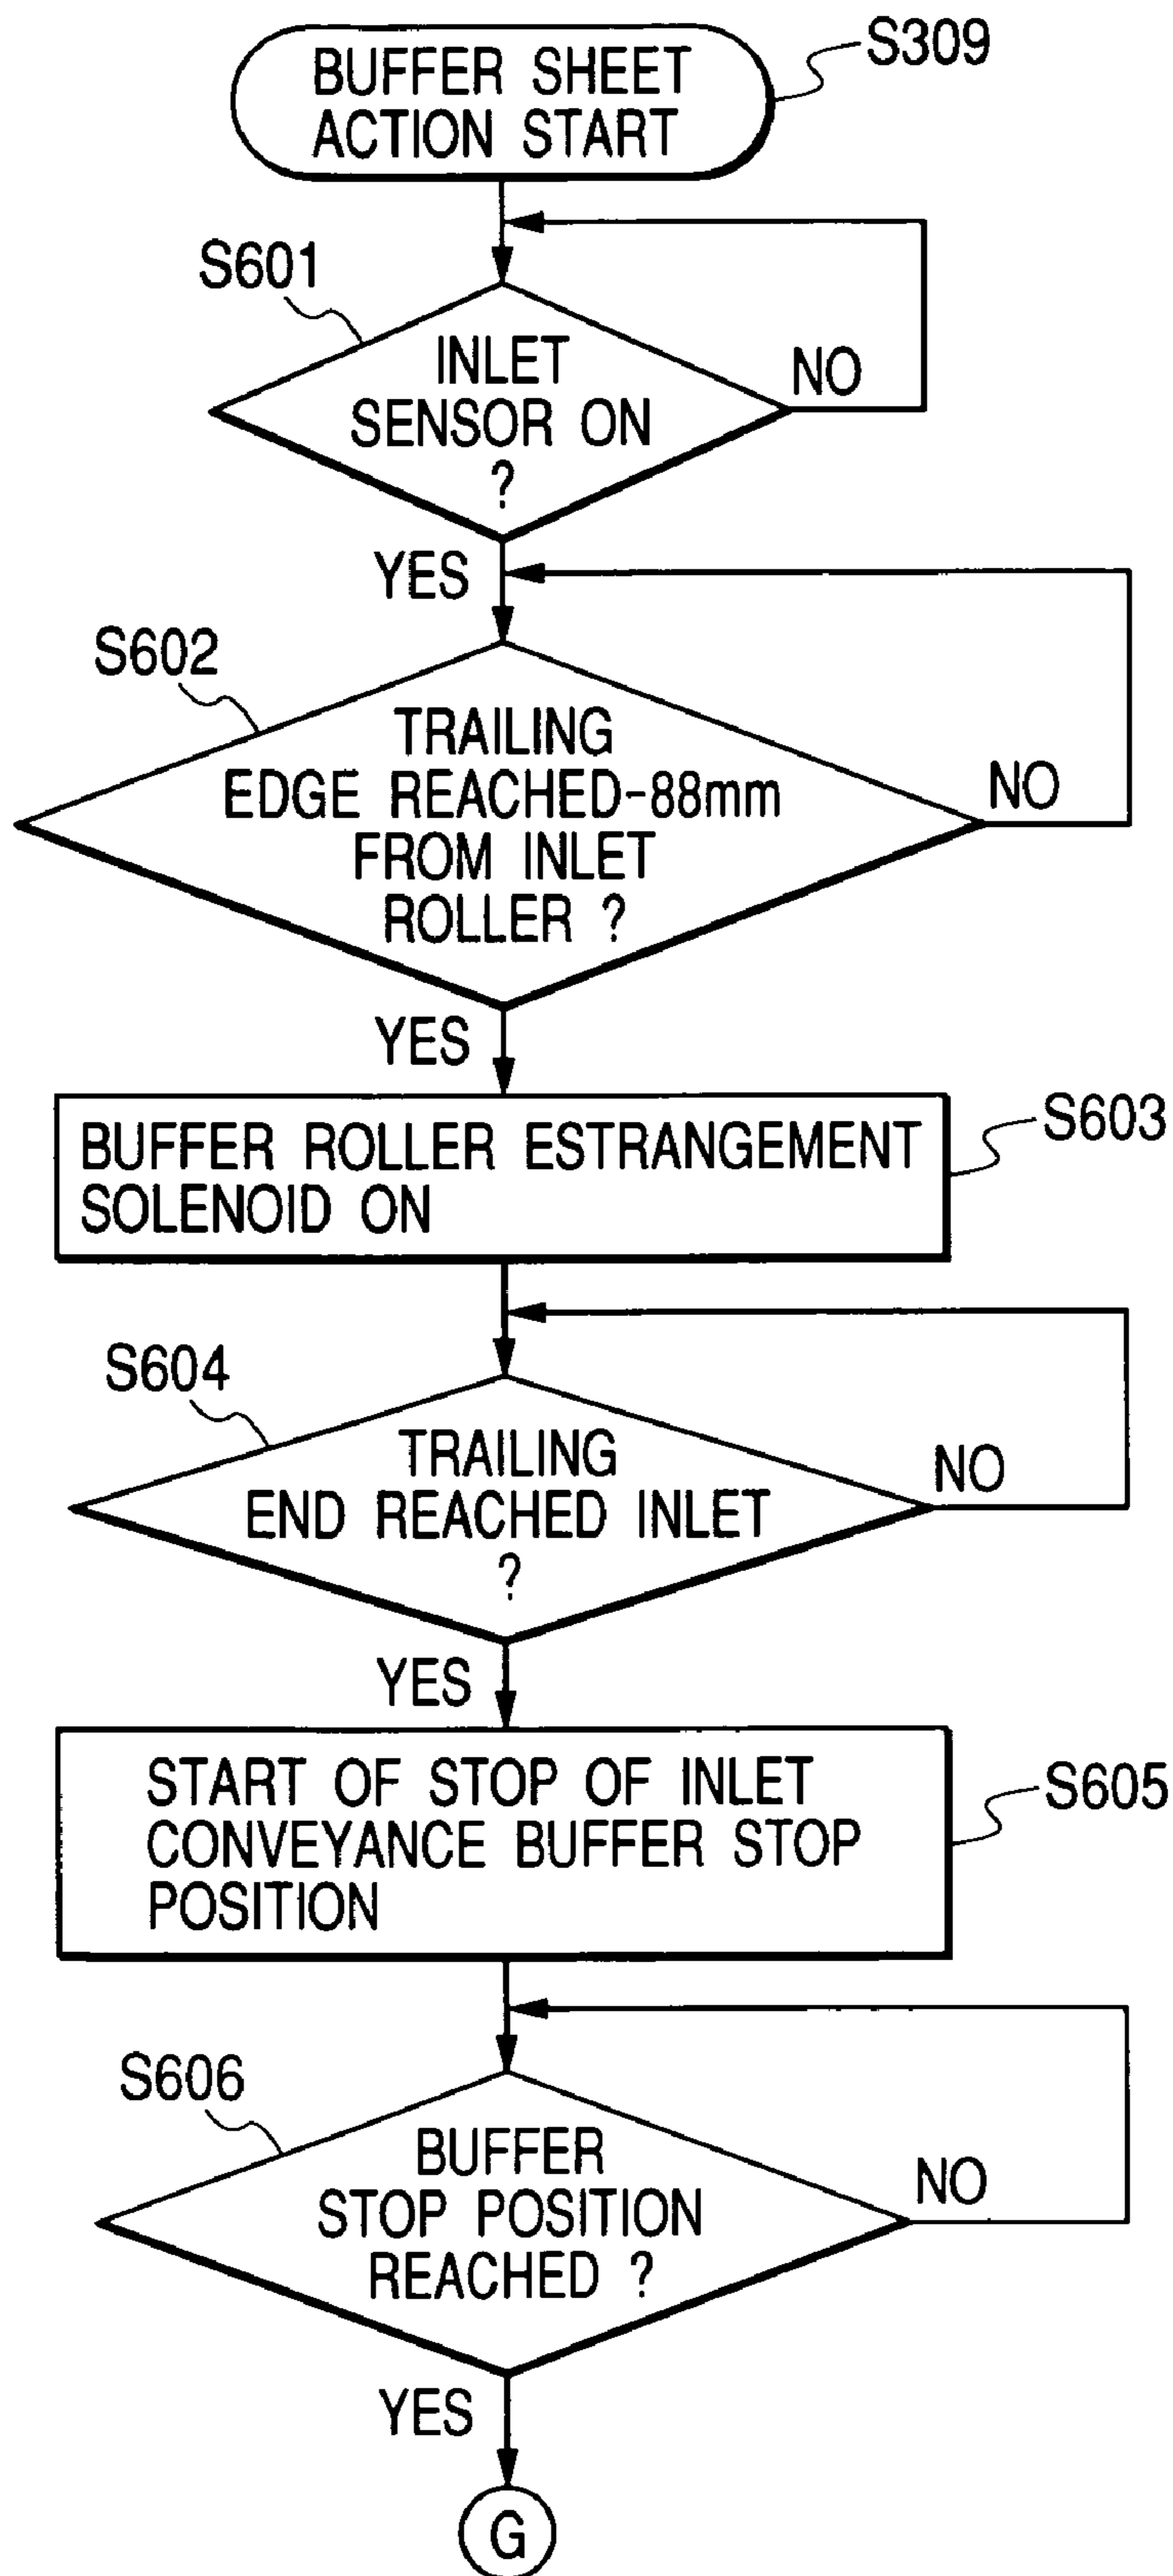 BUFFER SHEET
ACTION START
S309
S601
INLET
SENSOR ON
?
NO
YES
S602
TRAILING
EDGE REACHED-88mm
FROM INLET
ROLLER ?
NO
YES
BUFFER ROLLER ESTRANGEMENT
SOLENOID ON
S603
S604
TRAILING
END REACHED INLET
?
NO
YES
START OF STOP OF INLET
CONVEYANCE BUFFER STOP
POSITION
S605
S606
BUFFER
STOP POSITION
REACHED ?
NO
YES
G